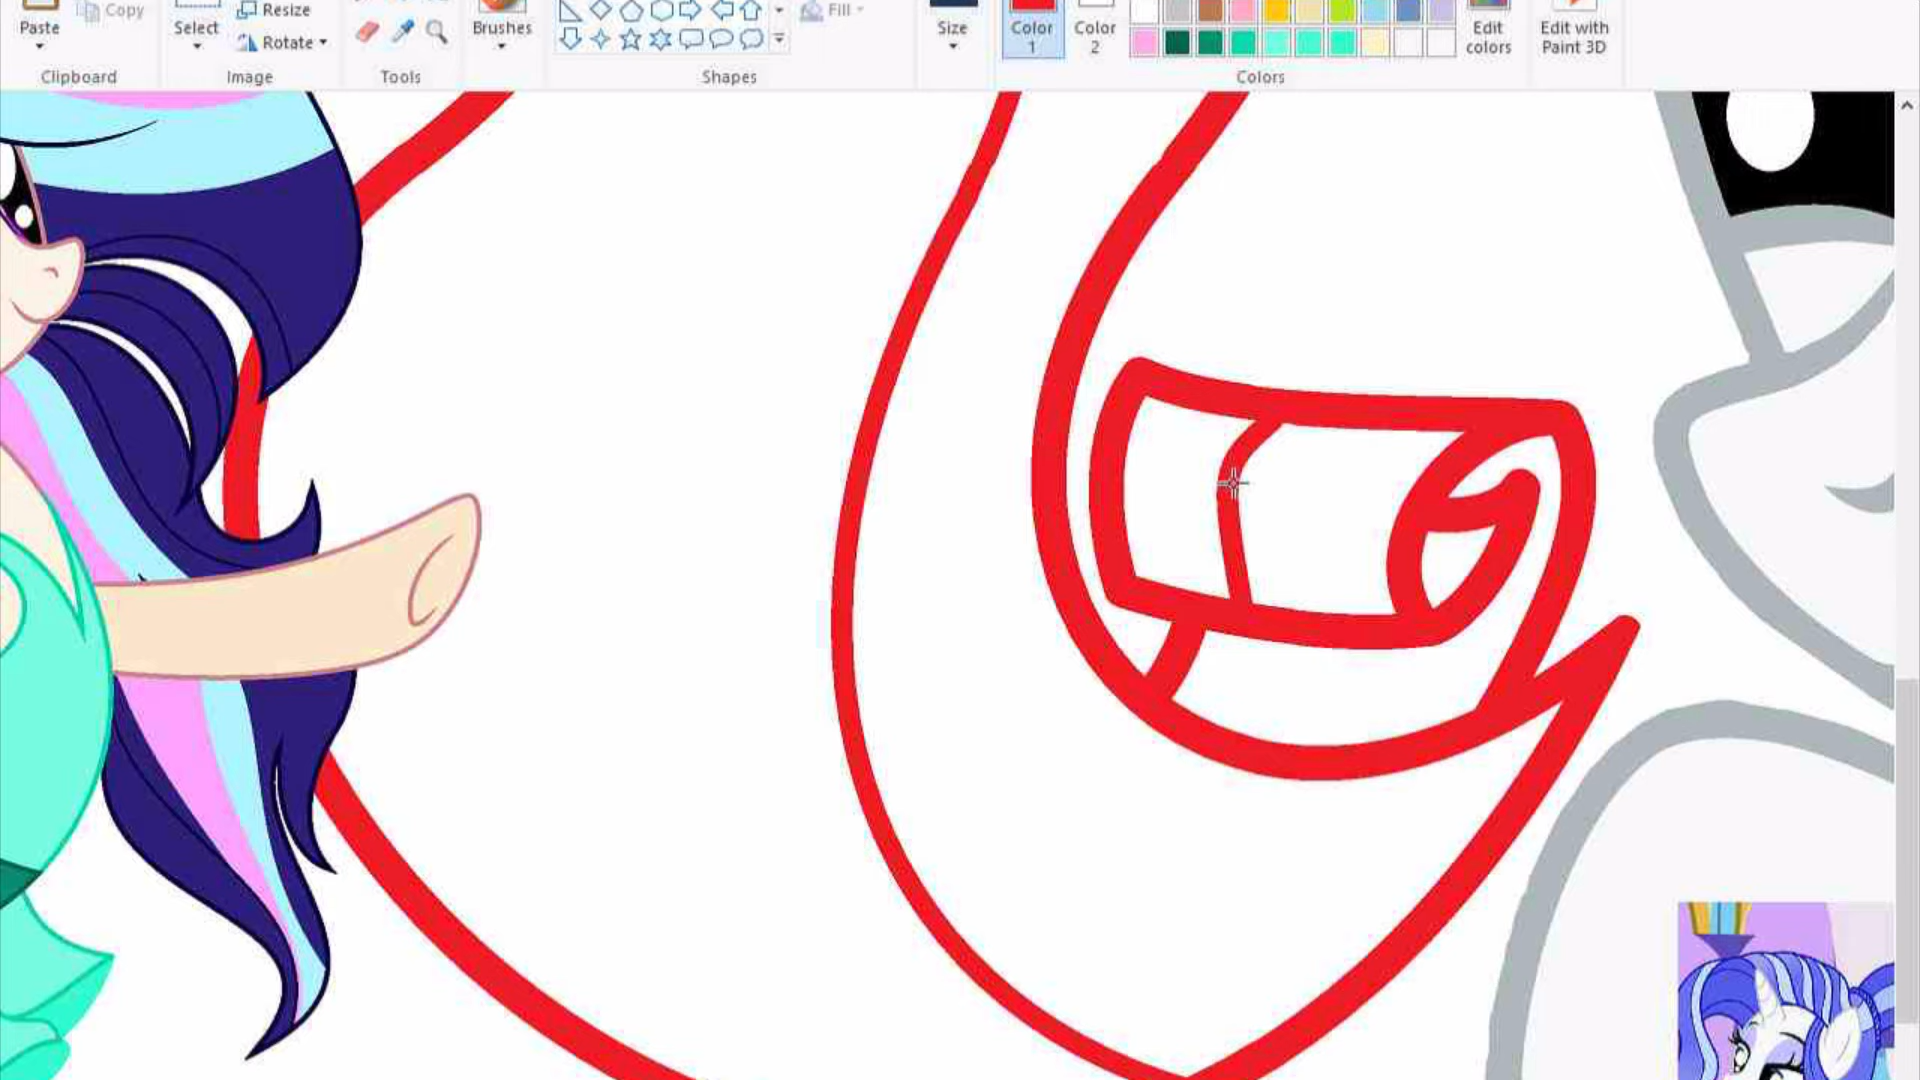 Paste
Copy
Select
Resize
Rotate
Brushes
Fill
Size
Color 1
Color 2
Edit colors
Edit with Paint 3D
Clipboard
Image
Tools
Shapes
Colors